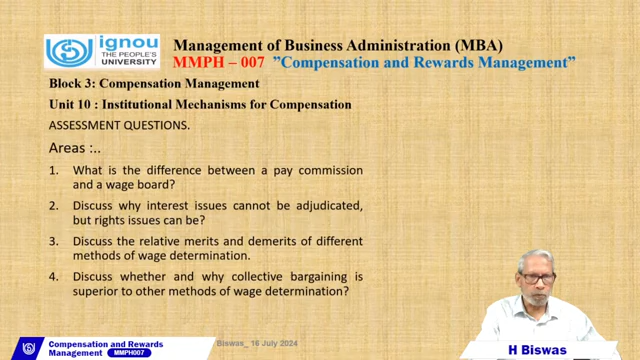 ignou
THE PEOPLE'S
UNIVERSITY
Management of Business Administration (MBA)
MMPH – 007 ”Compensation and Rewards Management”
Block 3: Compensation Management
Unit 10 : Institutional Mechanisms for Compensation
ASSESSMENT QUESTIONS.
Areas :..
1. What is the difference between a pay commission
and a wage board?
2. Discuss why interest issues cannot be adjudicated,
but rights issues can be?
3. Discuss the relative merits and demerits of different
methods of wage determination.
4. Discuss whether and why collective bargaining is
superior to other methods of wage determination?
Compensation and Rewards
Management MMPH007
Biswas_ 16 July 2024
H Biswas